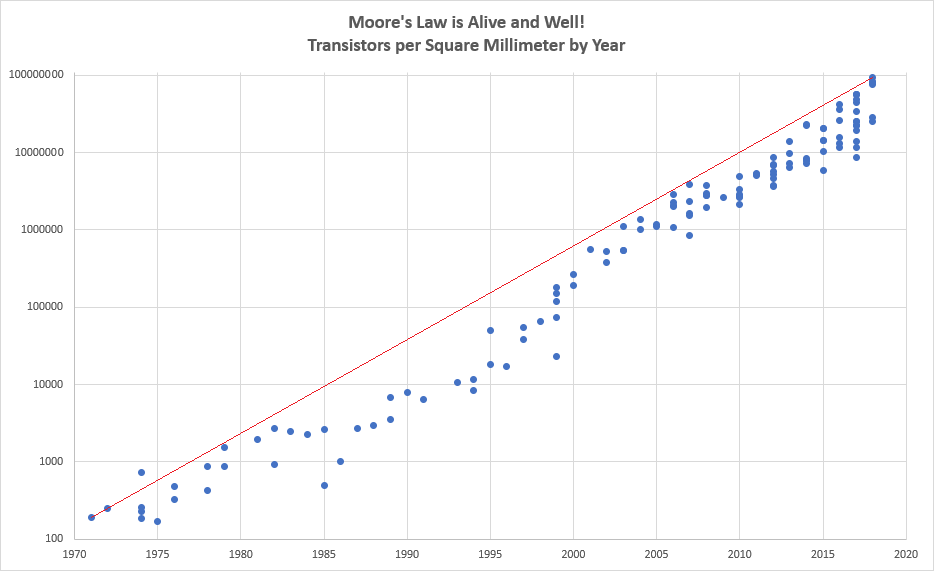 Moore's Law is Alive and Well!
Transistors per Square Millimeter by Year
100000000
10000000
1000000
100000
10000
1000
100
1970 1975 1980 1985 1990 1995 2000 2005 2010 2015 2020